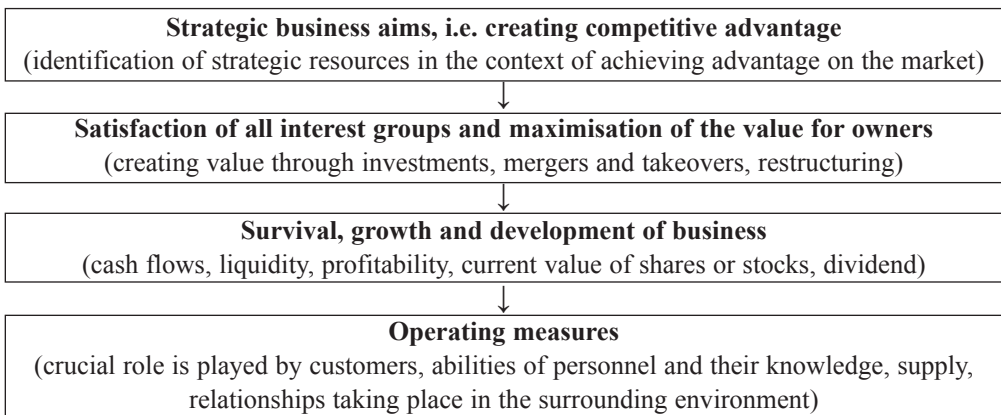 Strategic business aims, i.e. creating competitive advantage
(identification of strategic resources in the context of achieving advantage on the market)
↓
Satisfaction of all interest groups and maximisation of the value for owners
(creating value through investments, mergers and takeovers, restructuring)
↓
Survival, growth and development of business
(cash flows, liquidity, profitability, current value of shares or stocks, dividend)
↓
Operating measures
(crucial role is played by customers, abilities of personnel and their knowledge, supply,
relationships taking place in the surrounding environment)